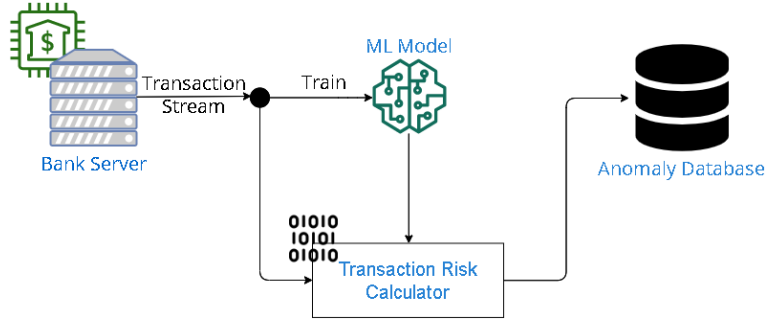 $
ML Model
Transaction
Stream
Train
Bank Server
Anomaly Database
01010
10101
01010
Transaction Risk
Calculator